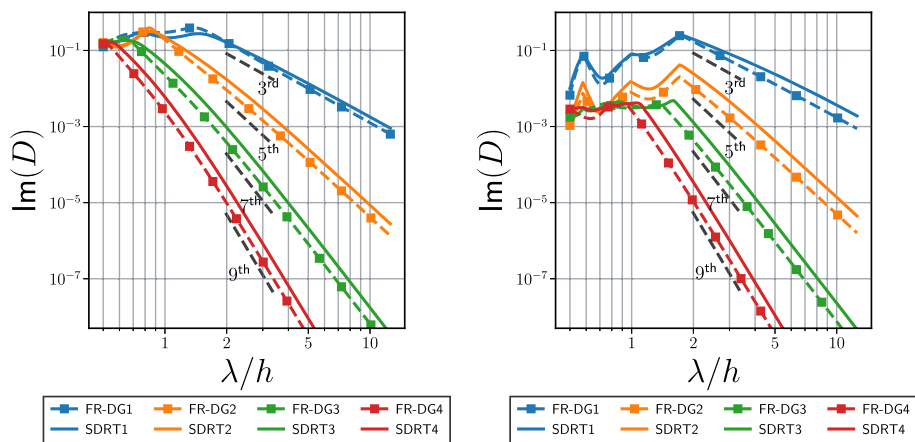 10⁻¹
10⁻³
10⁻⁵
10⁻⁷
Im(D)
3rd
5th
7th
9th
1 2 5 10
λ/h
FR-DG1 FR-DG2 FR-DG3 FR-DG4
SDRT1 SDRT2 SDRT3 SDRT4
10⁻¹
10⁻³
10⁻⁵
10⁻⁷
Im(D)
3rd
5th
7th
9th
1 2 5 10
λ/h
FR-DG1 FR-DG2 FR-DG3 FR-DG4
SDRT1 SDRT2 SDRT3 SDRT4